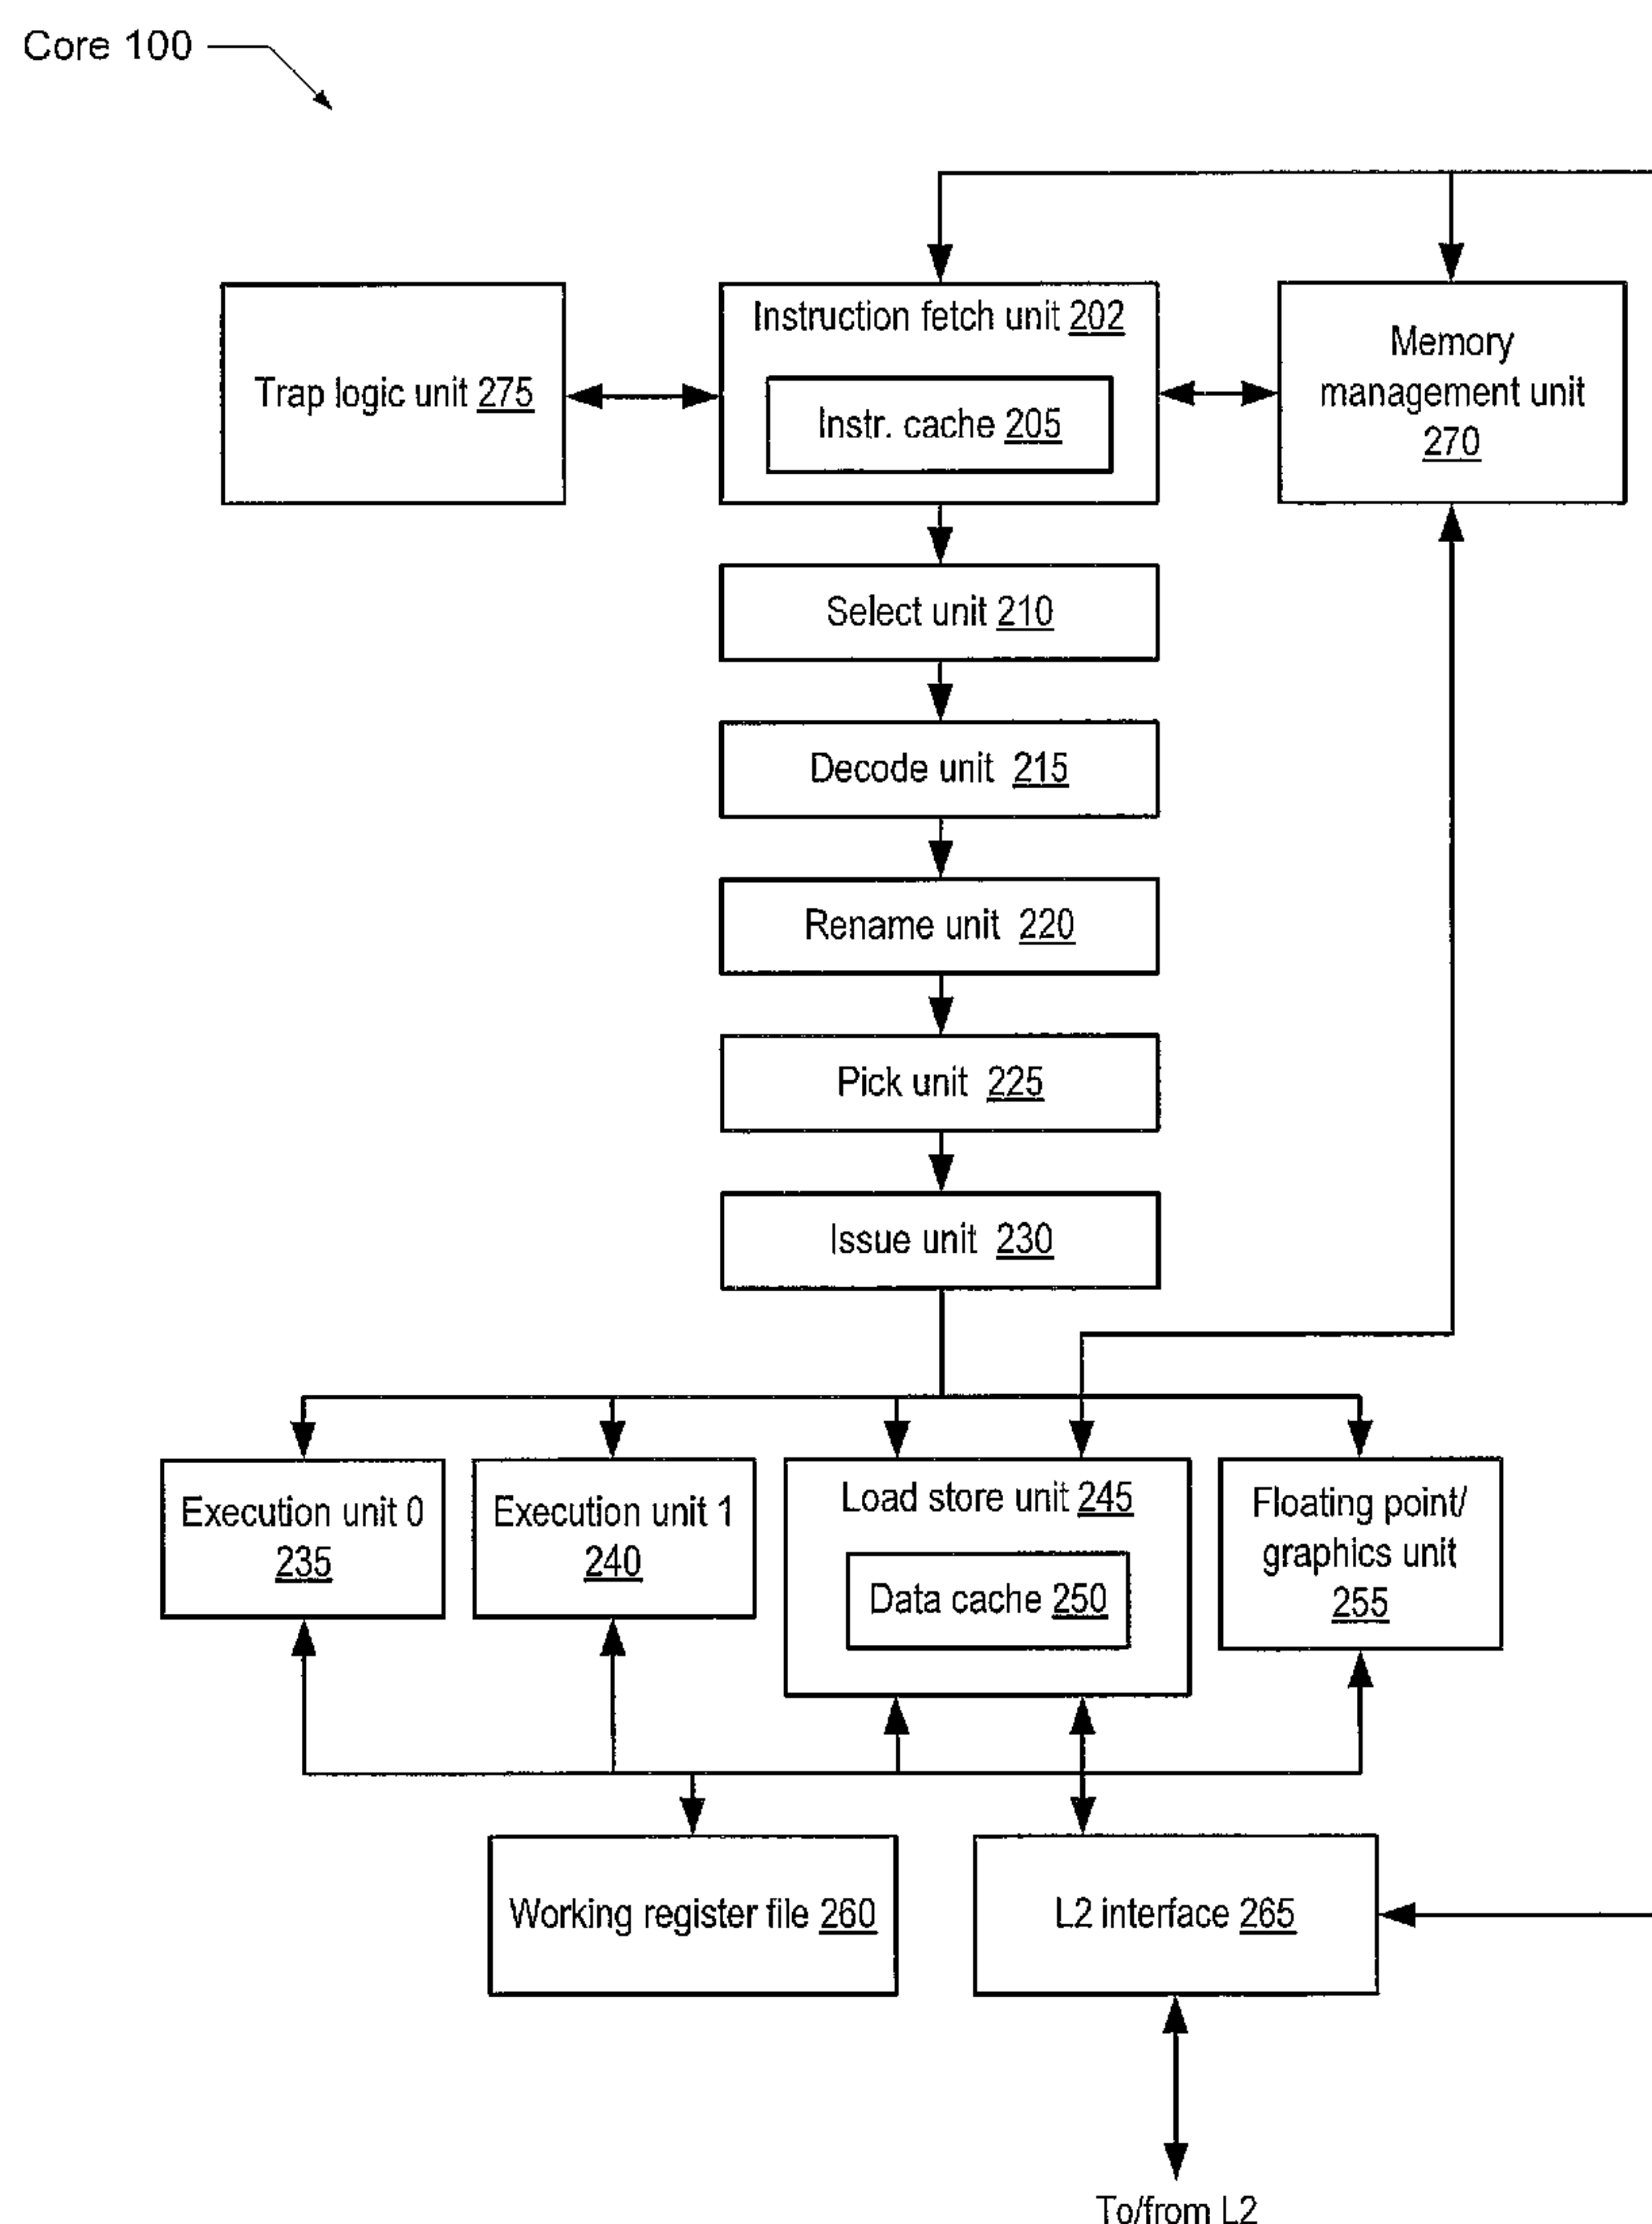 Core 100
Instruction fetch unit 202
Trap logic unit 275
Instr. cache 205
Memory
management unit
270
Select unit 210
Decode unit 215
Rename unit 220
Pick unit 225
Issue unit 230
Execution unit 0
235
Execution unit 1
240
Load store unit 245
Data cache 250
Floating point/
graphics unit
255
Working register file 260
L2 interface 265
To/from L2